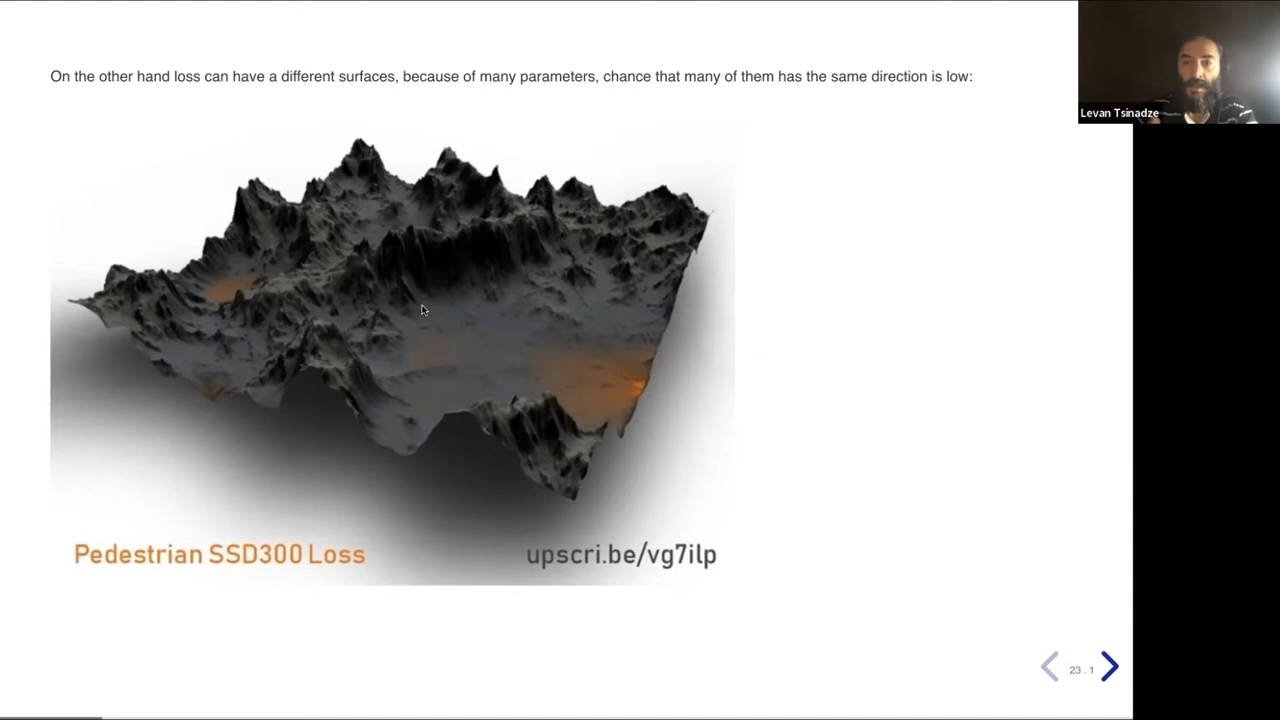 On the other hand loss can have a different surfaces, because of many parameters, chance that many of them has the same direction is low:
Levan Tsinadze
Pedestrian SSD300 Loss
upscri.be/vg7ilp
23 . 1